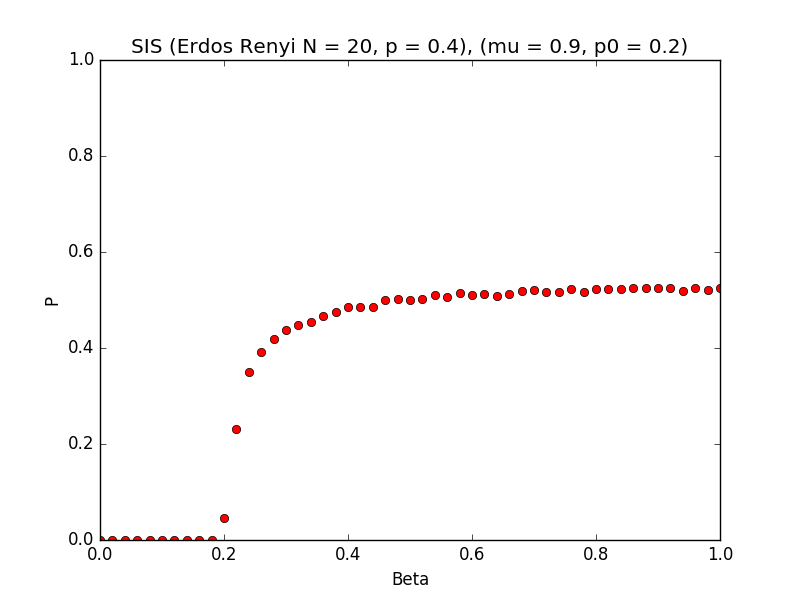 SIS (Erdos Renyi N = 20, p = 0.4), (mu = 0.9, p0 = 0.2)
1.0
0.8
0.6
P
0.4
0.2
0.0
0.0 0.2 0.4 0.6 0.8 1.0
Beta